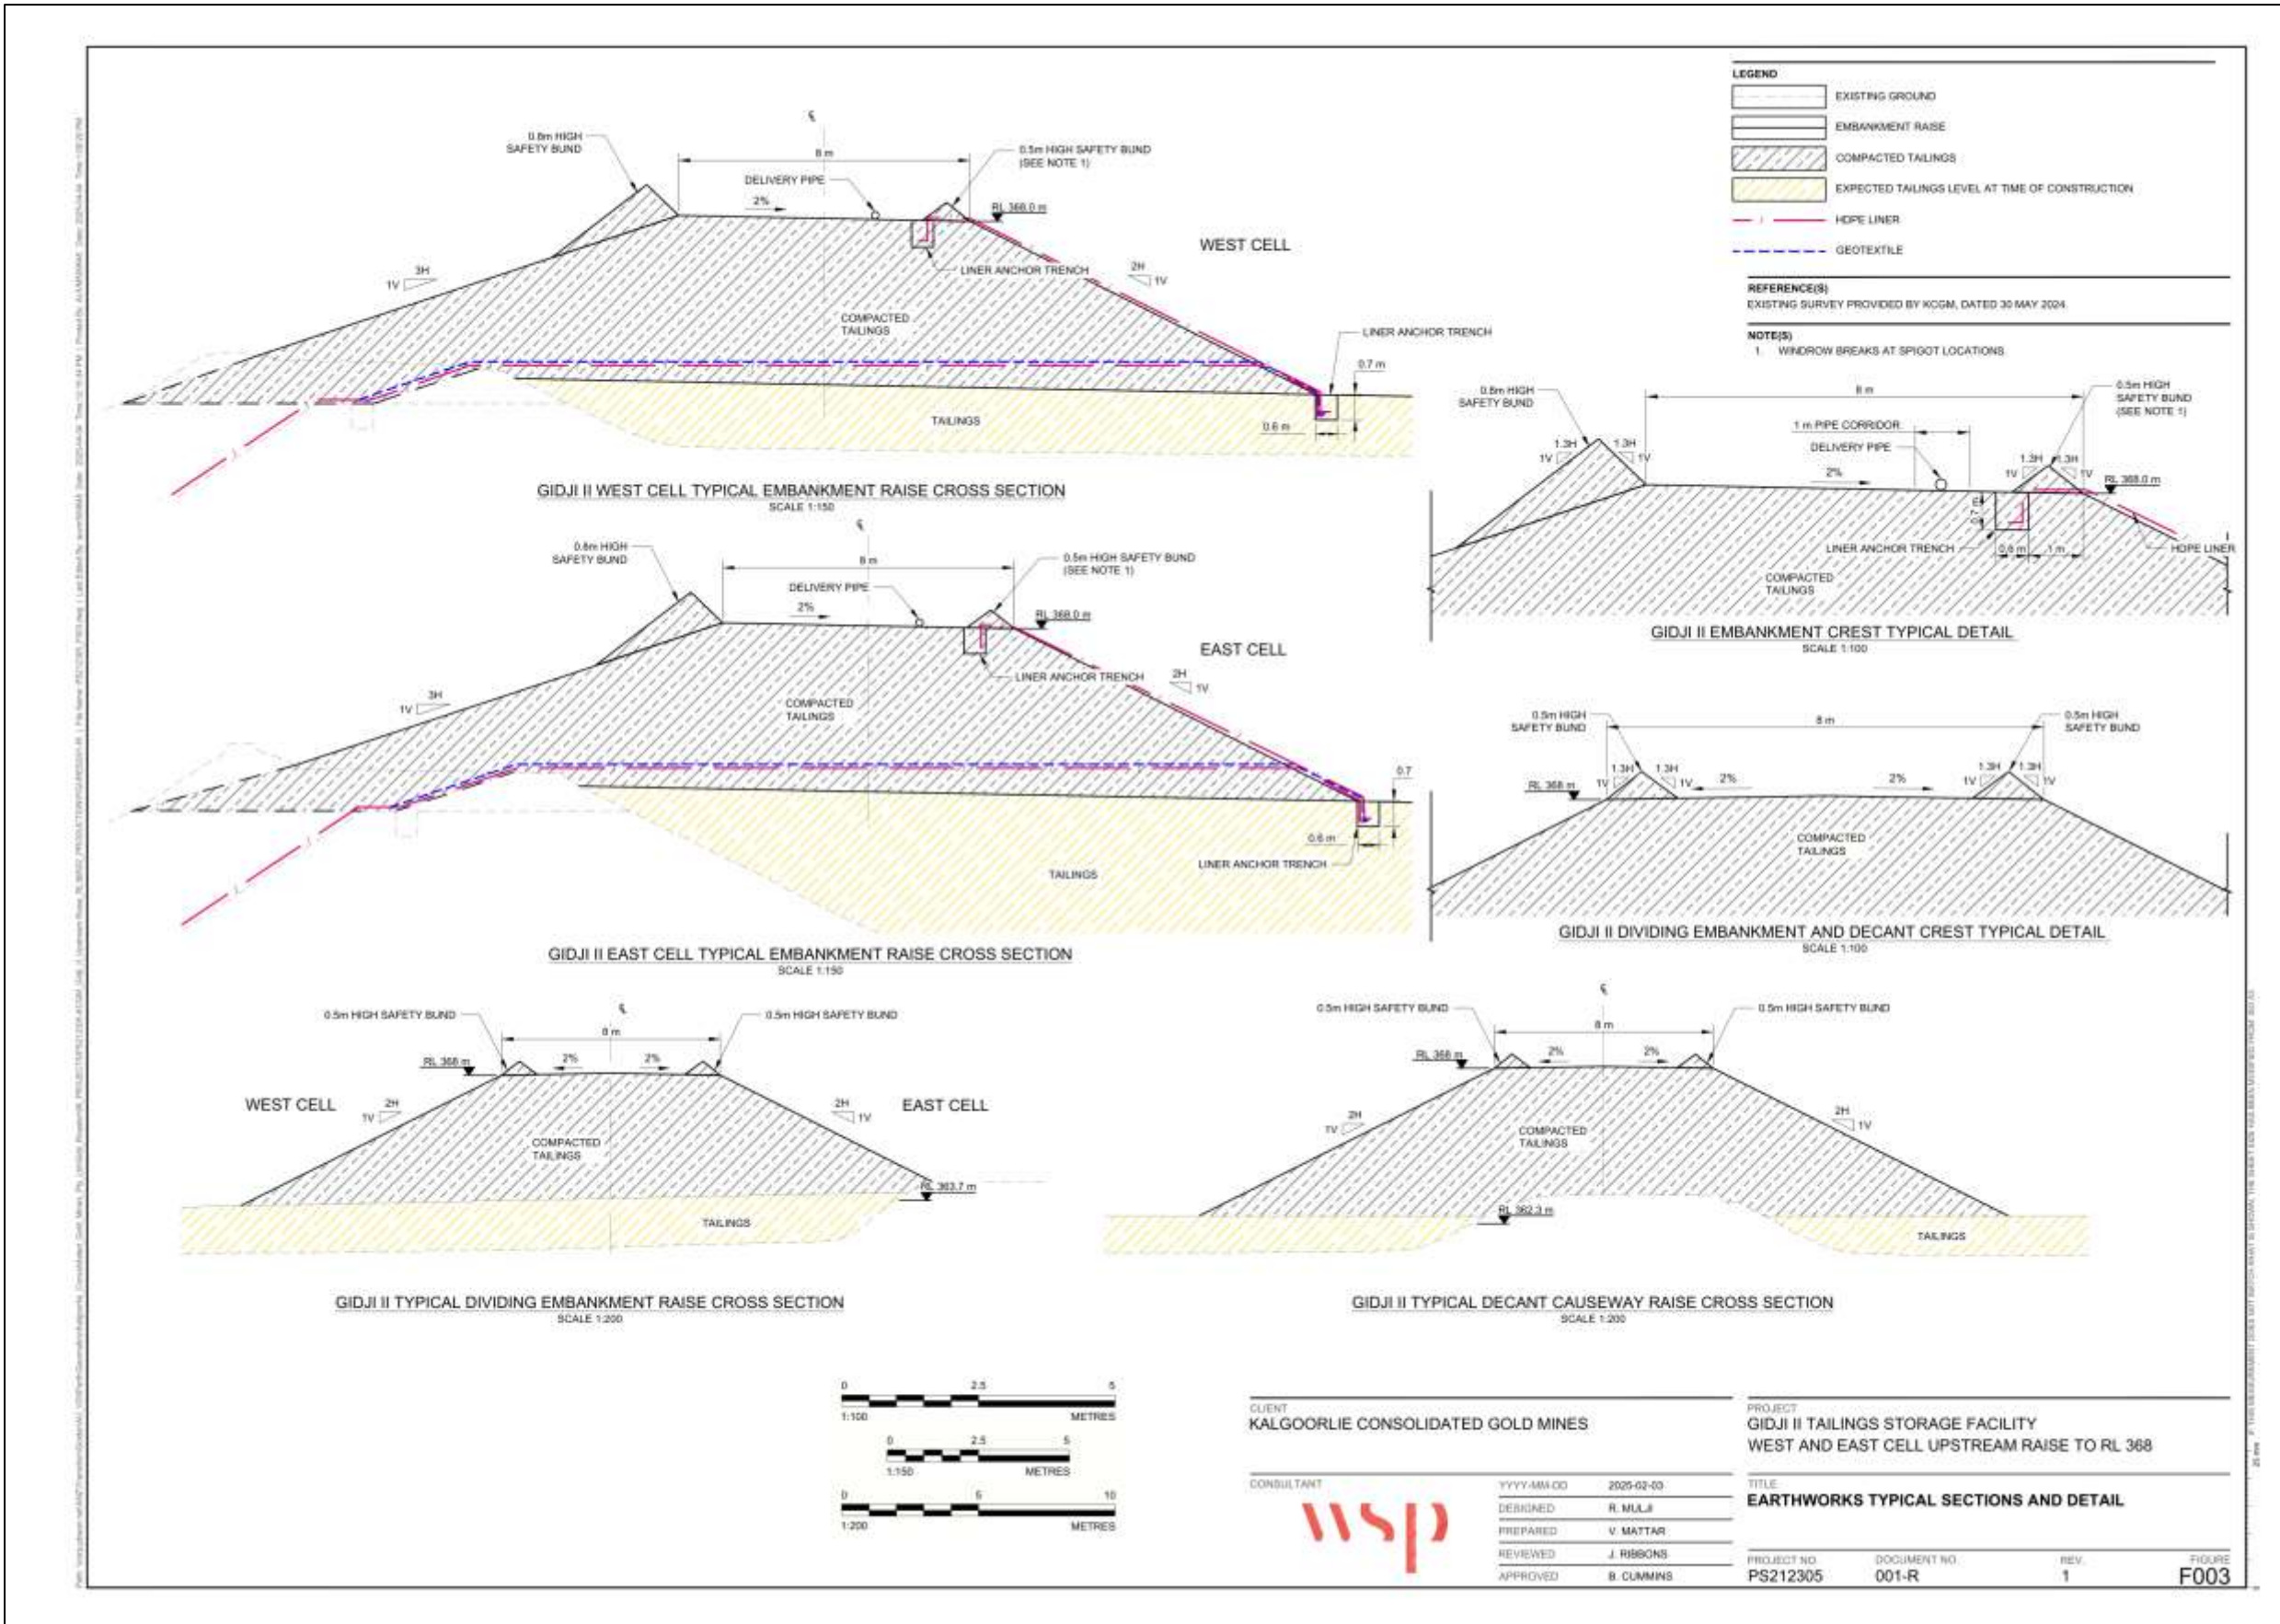 LEGEND
EXISTING GROUND
EMBANKMENT RAISE
COMPACTED TAILINGS
EXPECTED TAILINGS LEVEL AT TIME OF CONSTRUCTION
HDPE LINER
GEOTEXTILE
REFERENCE(S)
EXISTING SURVEY PROVIDED BY KCGM, DATED 30 MAY 2024.
NOTE(S)
1. WINDROW BREAKS AT SPIGOT LOCATIONS
0.8m HIGH
SAFETY BUND
8 m
DELIVERY PIPE
2%
0.5m HIGH SAFETY BUND
(SEE NOTE 1)
RL 368.0 m
WEST CELL
LINER ANCHOR TRENCH
3H
1V
2H
1V
COMPACTED
TAILINGS
LINER ANCHOR TRENCH
0.7 m
0.6 m
TAILINGS
GIDJI II WEST CELL TYPICAL EMBANKMENT RAISE CROSS SECTION
SCALE 1:150
0.8m HIGH
SAFETY BUND
8 m
1 m PIPE CORRIDOR
DELIVERY PIPE
2%
0.5m HIGH
SAFETY BUND
(SEE NOTE 1)
1.3H
1.3H
1V
1V
1.3H
1.3H
1V
1V
RL 368.0 m
0.7 m
LINER ANCHOR TRENCH
0.6 m
1 m
HDPE LINER
COMPACTED
TAILINGS
GIDJI II EMBANKMENT CREST TYPICAL DETAIL
SCALE 1:100
0.8m HIGH
SAFETY BUND
8 m
DELIVERY PIPE
2%
0.5m HIGH SAFETY BUND
(SEE NOTE 1)
RL 368.0 m
EAST CELL
LINER ANCHOR TRENCH
3H
1V
2H
1V
COMPACTED
TAILINGS
0.7
0.6 m
LINER ANCHOR TRENCH
TAILINGS
GIDJI II EAST CELL TYPICAL EMBANKMENT RAISE CROSS SECTION
SCALE 1:150
0.5m HIGH
SAFETY BUND
8 m
0.5m HIGH
SAFETY BUND
1.3H
1.3H
1V
1V
2%
2%
1.3H
1.3H
1V
1V
RL 368 m
COMPACTED
TAILINGS
GIDJI II DIVIDING EMBANKMENT AND DECANT CREST TYPICAL DETAIL
SCALE 1:100
0.5m HIGH SAFETY BUND
8 m
0.5m HIGH SAFETY BUND
RL 368 m
2%
2%
WEST CELL
2H
1V
2H
1V
EAST CELL
COMPACTED
TAILINGS
RL 363.7 m
TAILINGS
GIDJI II TYPICAL DIVIDING EMBANKMENT RAISE CROSS SECTION
SCALE 1:200
0.5m HIGH SAFETY BUND
8 m
0.5m HIGH SAFETY BUND
RL 368 m
2%
2%
2H
1V
2H
1V
COMPACTED
TAILINGS
RL 362.3 m
TAILINGS
GIDJI II TYPICAL DECANT CAUSEWAY RAISE CROSS SECTION
SCALE 1:200
0 2.5 5
1:100 METRES
0 2.5 5
1:150 METRES
0 5 10
1:200 METRES
CLIENT
KALGOORLIE CONSOLIDATED GOLD MINES
PROJECT
GIDJI II TAILINGS STORAGE FACILITY
WEST AND EAST CELL UPSTREAM RAISE TO RL 368
CONSULTANT
wsp
YYYY-MM-DD 2025-02-03
DESIGNED R. MULJI
PREPARED V. MATTAR
REVIEWED J. RIBBONS
APPROVED B. CUMMINS
TITLE
EARTHWORKS TYPICAL SECTIONS AND DETAIL
PROJECT NO. DOCUMENT NO. REV. FIGURE
PS212305 001-R 1 F003
25 mm